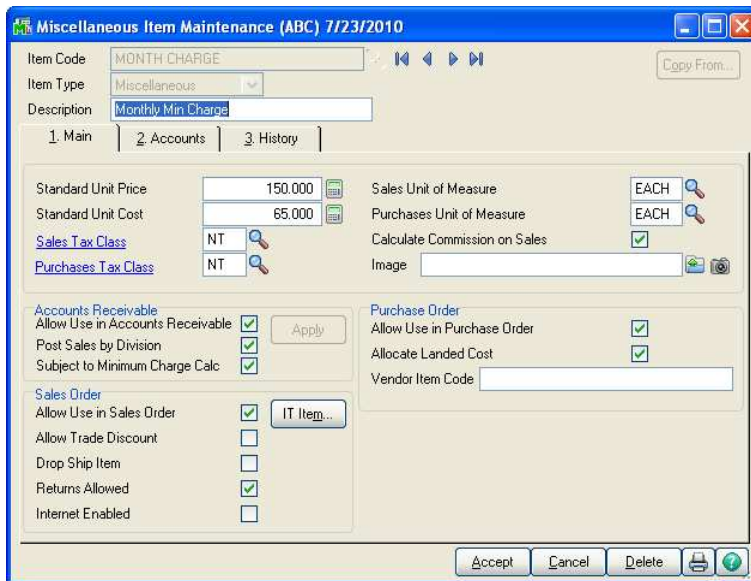 Miscellaneous Item Maintenance (ABC) 7/23/2010
Item Code MONTH CHARGE Copy From...
Item Type Miscellaneous
Description Monthly Min Charge
1. Main 2. Accounts 3. History
Standard Unit Price 150.000 Sales Unit of Measure EACH
Standard Unit Cost 65.000 Purchases Unit of Measure EACH
Sales Tax Class NT Calculate Commission on Sales
Purchases Tax Class NT Image
Accounts Receivable Purchase Order
Allow Use in Accounts Receivable Apply Allow Use in Purchase Order
Post Sales by Division Allocate Landed Cost
Subject to Minimum Charge Calc Vendor Item Code
Sales Order
Allow Use in Sales Order IT Item...
Allow Trade Discount
Drop Ship Item
Returns Allowed
Internet Enabled
Accept Cancel Delete